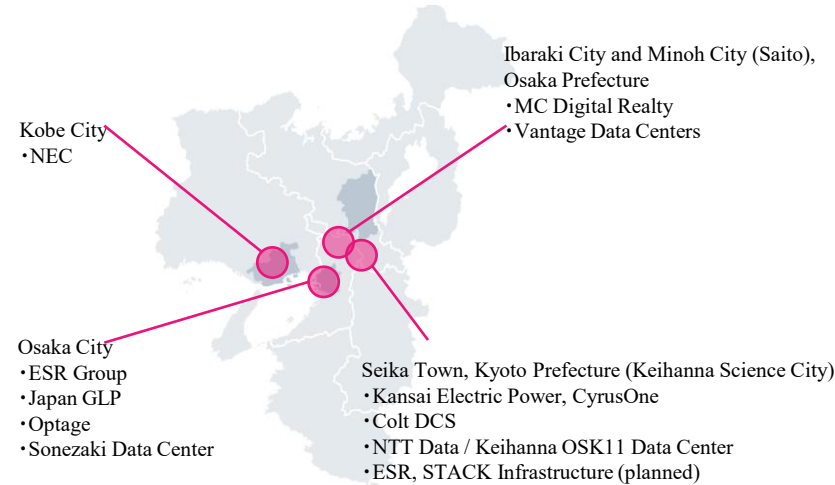 Ibaraki City and Minoh City (Saito),
Osaka Prefecture
・MC Digital Realty
・Vantage Data Centers
Kobe City
・NEC
Osaka City
・ESR Group
・Japan GLP
・Optage
・Sonezaki Data Center
Seika Town, Kyoto Prefecture (Keihanna Science City)
・Kansai Electric Power, CyrusOne
・Colt DCS
・NTT Data / Keihanna OSK11 Data Center
・ESR, STACK Infrastructure (planned)